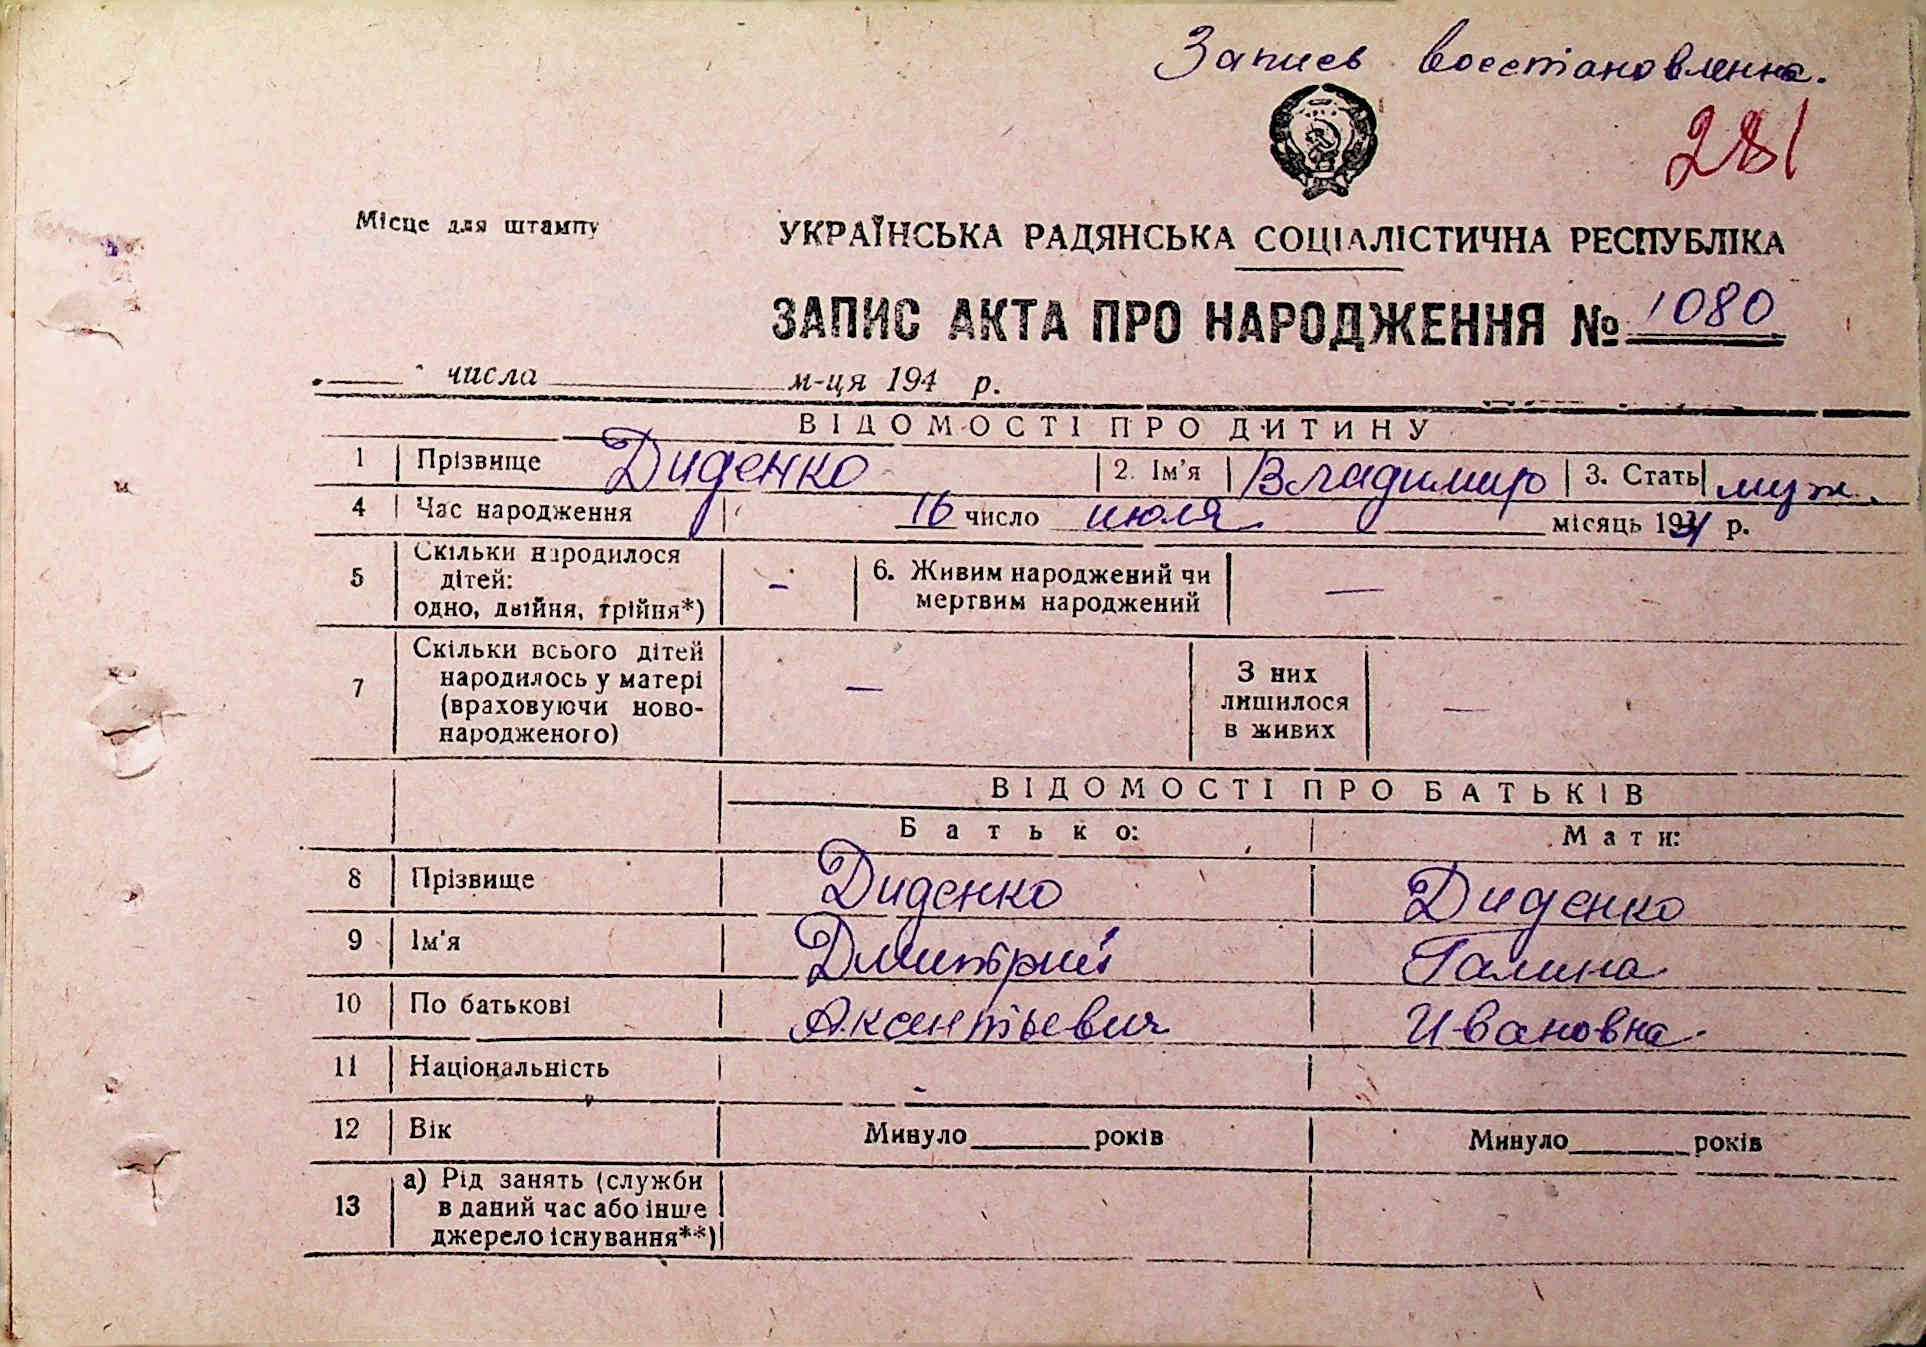 Запись восстановленна.
281
Місце для штампу
УКРАЇНСЬКА РАДЯНСЬКА СОЦІАЛІСТИЧНА РЕСПУБЛІКА
ЗАПИС АКТА ПРО НАРОДЖЕННЯ № 1080
числа м-ця 194 р.
ВІДОМОСТІ ПРО ДИТИНУ
1 Прізвище Диденко 2. Ім'я Владимир 3. Стать муж.
4 Час народження 16 число июля місяць р.
5 Скільки народилося дітей: одно, двійня, трійня*) – 6. Живим народжений чи мертвим народжений —
7 Скільки всього дітей народилось у матері (враховуючи новонародженого) — З них лишилося в живих —
ВІДОМОСТІ ПРО БАТЬКІВ
Батько: Мати:
8 Прізвище Диденко Диденко
9 Ім'я Дмитрий Галина
10 По батькові Аксентьевич Ивановна.
11 Національність
12 Вік Минуло років Минуло років
13 а) Рід занять (служби в даний час або інше джерело існування**)